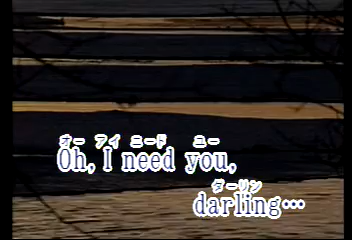 オー アイ ニード ユー
Oh, I need you,
ダーリン
darling…